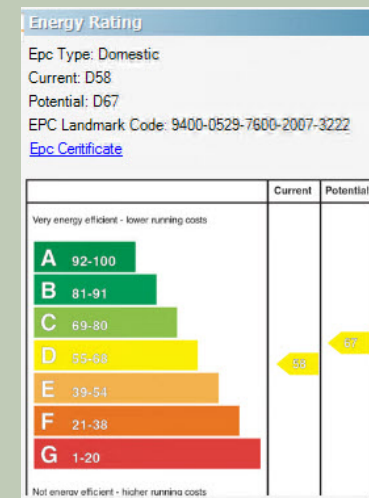 Energy Rating
Epc Type: Domestic
Current: D58
Potential: D67
EPC Landmark Code: 9400-0529-7600-2007-3222
Epc Certificate
Current Potential
Very energy efficient - lower running costs
A 92-100
B 81-91
C 69-80
D 55-68
58
67
E 39-54
F 21-38
G 1-20
Not energy efficient - higher running costs